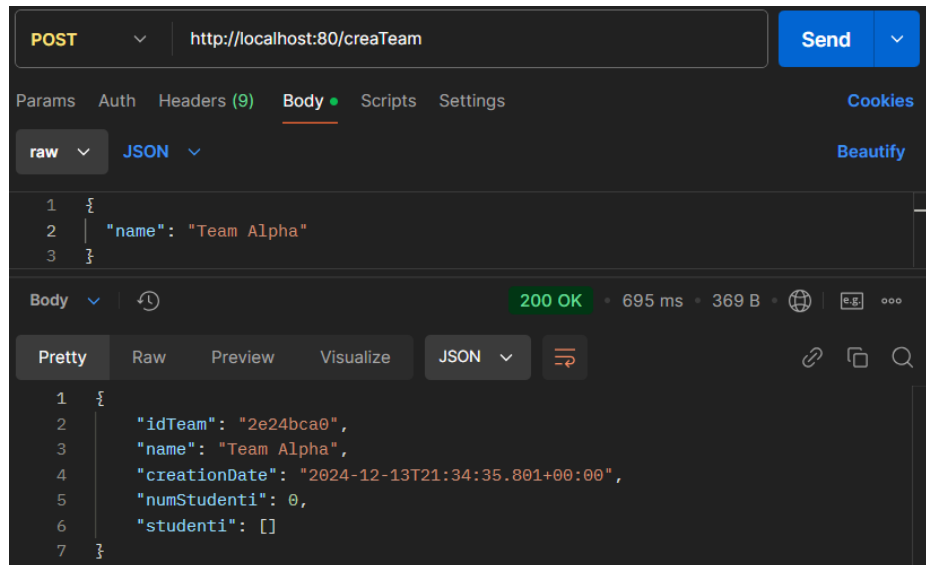 POST http://localhost:80/creaTeam Send
Params Auth Headers (9) Body Scripts Settings Cookies
raw JSON Beautify
1 {
2 "name": "Team Alpha"
3 }
Body 200 OK • 695 ms • 369 B • e.g.
Pretty Raw Preview Visualize JSON
1 {
2 "idTeam": "2e24bca0",
3 "name": "Team Alpha",
4 "creationDate": "2024-12-13T21:34:35.801+00:00",
5 "numStudenti": 0,
6 "studenti": []
7 }